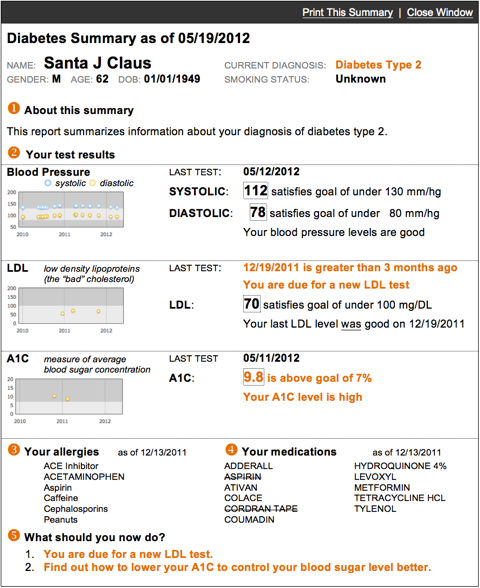 Print This Summary | Close Window
Diabetes Summary as of 05/19/2012
NAME: Santa J Claus CURRENT DIAGNOSIS: Diabetes Type 2
GENDER: M AGE: 62 DOB: 01/01/1949 SMOKING STATUS: Unknown
1 About this summary
This report summarizes information about your diagnosis of diabetes type 2.
2 Your test results
Blood Pressure LAST TEST: 05/12/2012
systolic diastolic
200
150
100
50
0
2010 2011 2012
SYSTOLIC: 112 satisfies goal of under 130 mm/hg
DIASTOLIC: 78 satisfies goal of under 80 mm/hg
Your blood pressure levels are good
LDL low density lipoproteins
(the "bad" cholesterol)
200
150
100
50
0
2010 2011 2012
LAST TEST: 12/19/2011 is greater than 3 months ago
You are due for a new LDL test
LDL: 70 satisfies goal of under 100 mg/DL
Your last LDL level was good on 12/19/2011
A1C measure of average
blood sugar concentration
20
15
10
5
0
2010 2011 2012
LAST TEST 05/11/2012
A1C: 9.8 is above goal of 7%
Your A1C level is high
3 Your allergies as of 12/13/2011
ACE Inhibitor
ACETAMINOPHEN
Aspirin
Caffeine
Cephalosporins
Peanuts
4 Your medications as of 12/13/2011
ADDERALL HYDROQUINONE 4%
ASPIRIN LEVOXYL
ATIVAN METFORMIN
COLACE TETRACYCLINE HCL
CORDRAN TAPE TYLENOL
COUMADIN
5 What should you now do?
1. You are due for a new LDL test.
2. Find out how to lower your A1C to control your blood sugar level better.